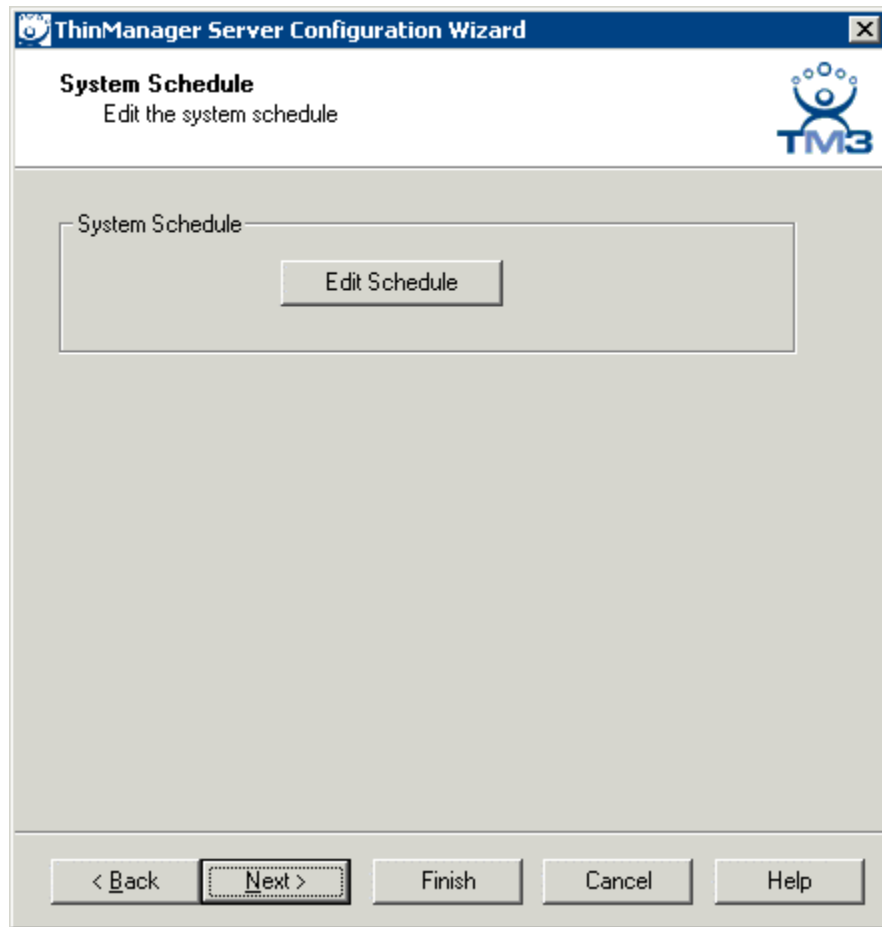 ThinManager Server Configuration Wizard
System Schedule
Edit the system schedule
TM3
System Schedule
Edit Schedule
< Back
Next >
Finish
Cancel
Help